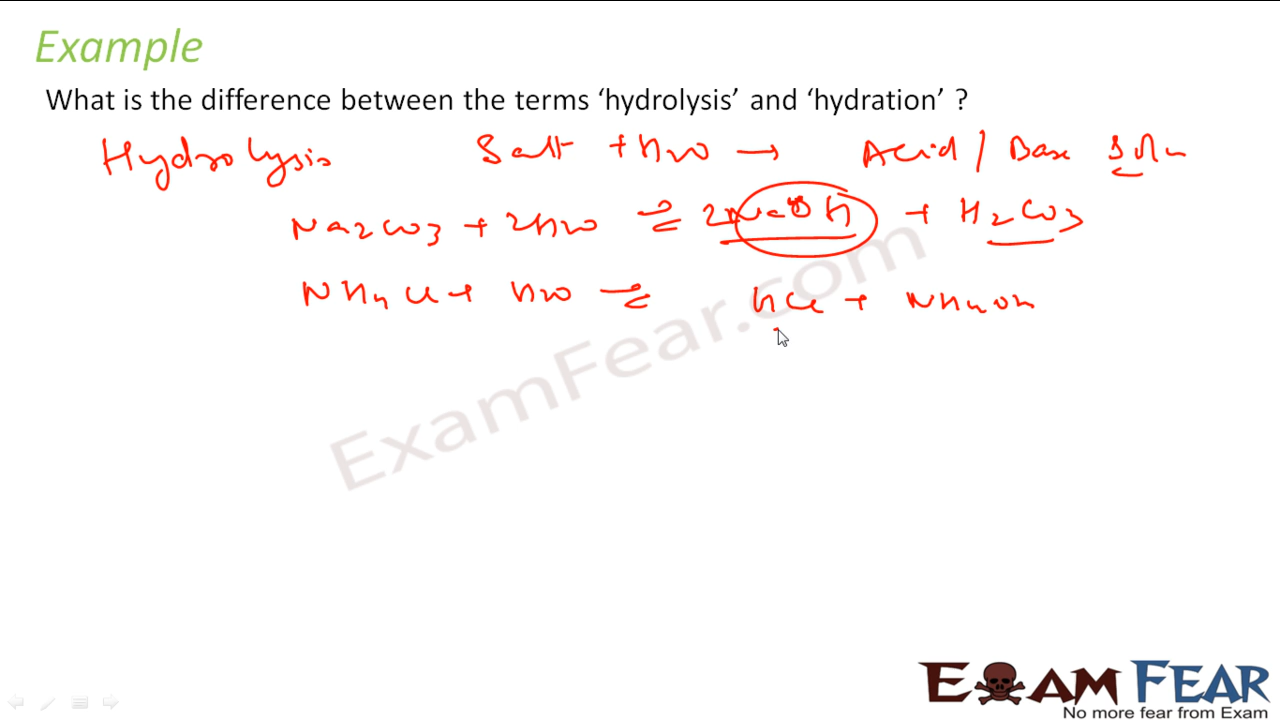 Example
What is the difference between the terms ‘hydrolysis’ and ‘hydration’ ?
Hydrolysis Salt + H2O → Acid / Base Soln
Na2CO3 + 2H2O ⇌ 2NaOH + H2CO3
NH4Cl + H2O ⇌ HCl + NH4OH
ExamFear.com
EXAM FEAR
No more fear from Exam